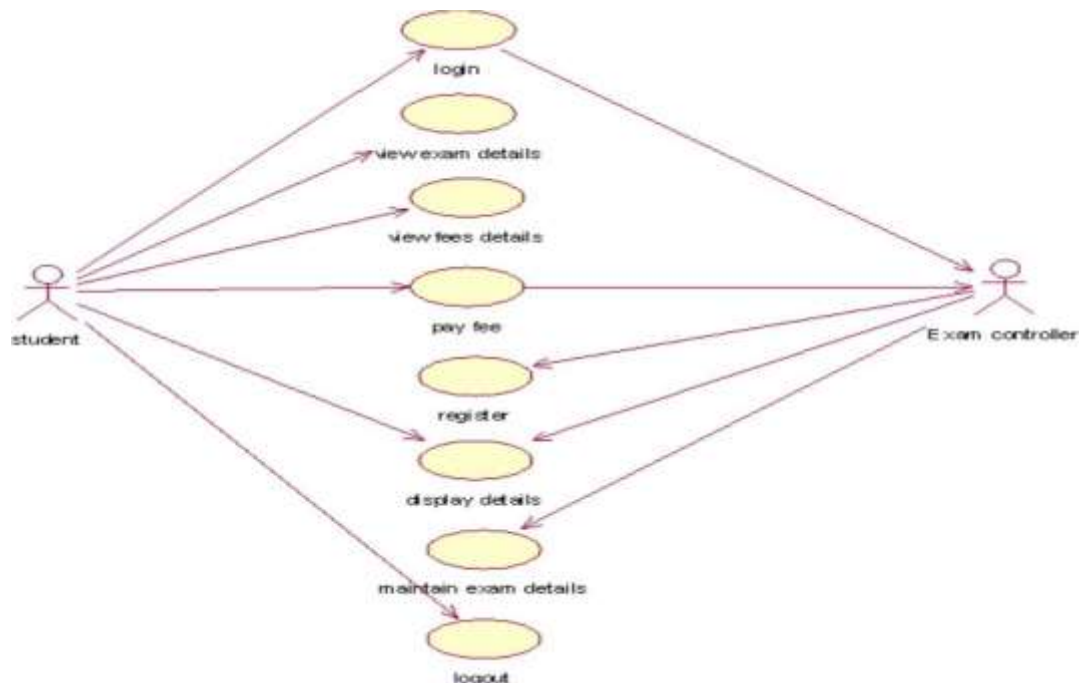 login
view exam details
view fees details
student
pay fee
Exam controller
register
display details
maintain exam details
logout